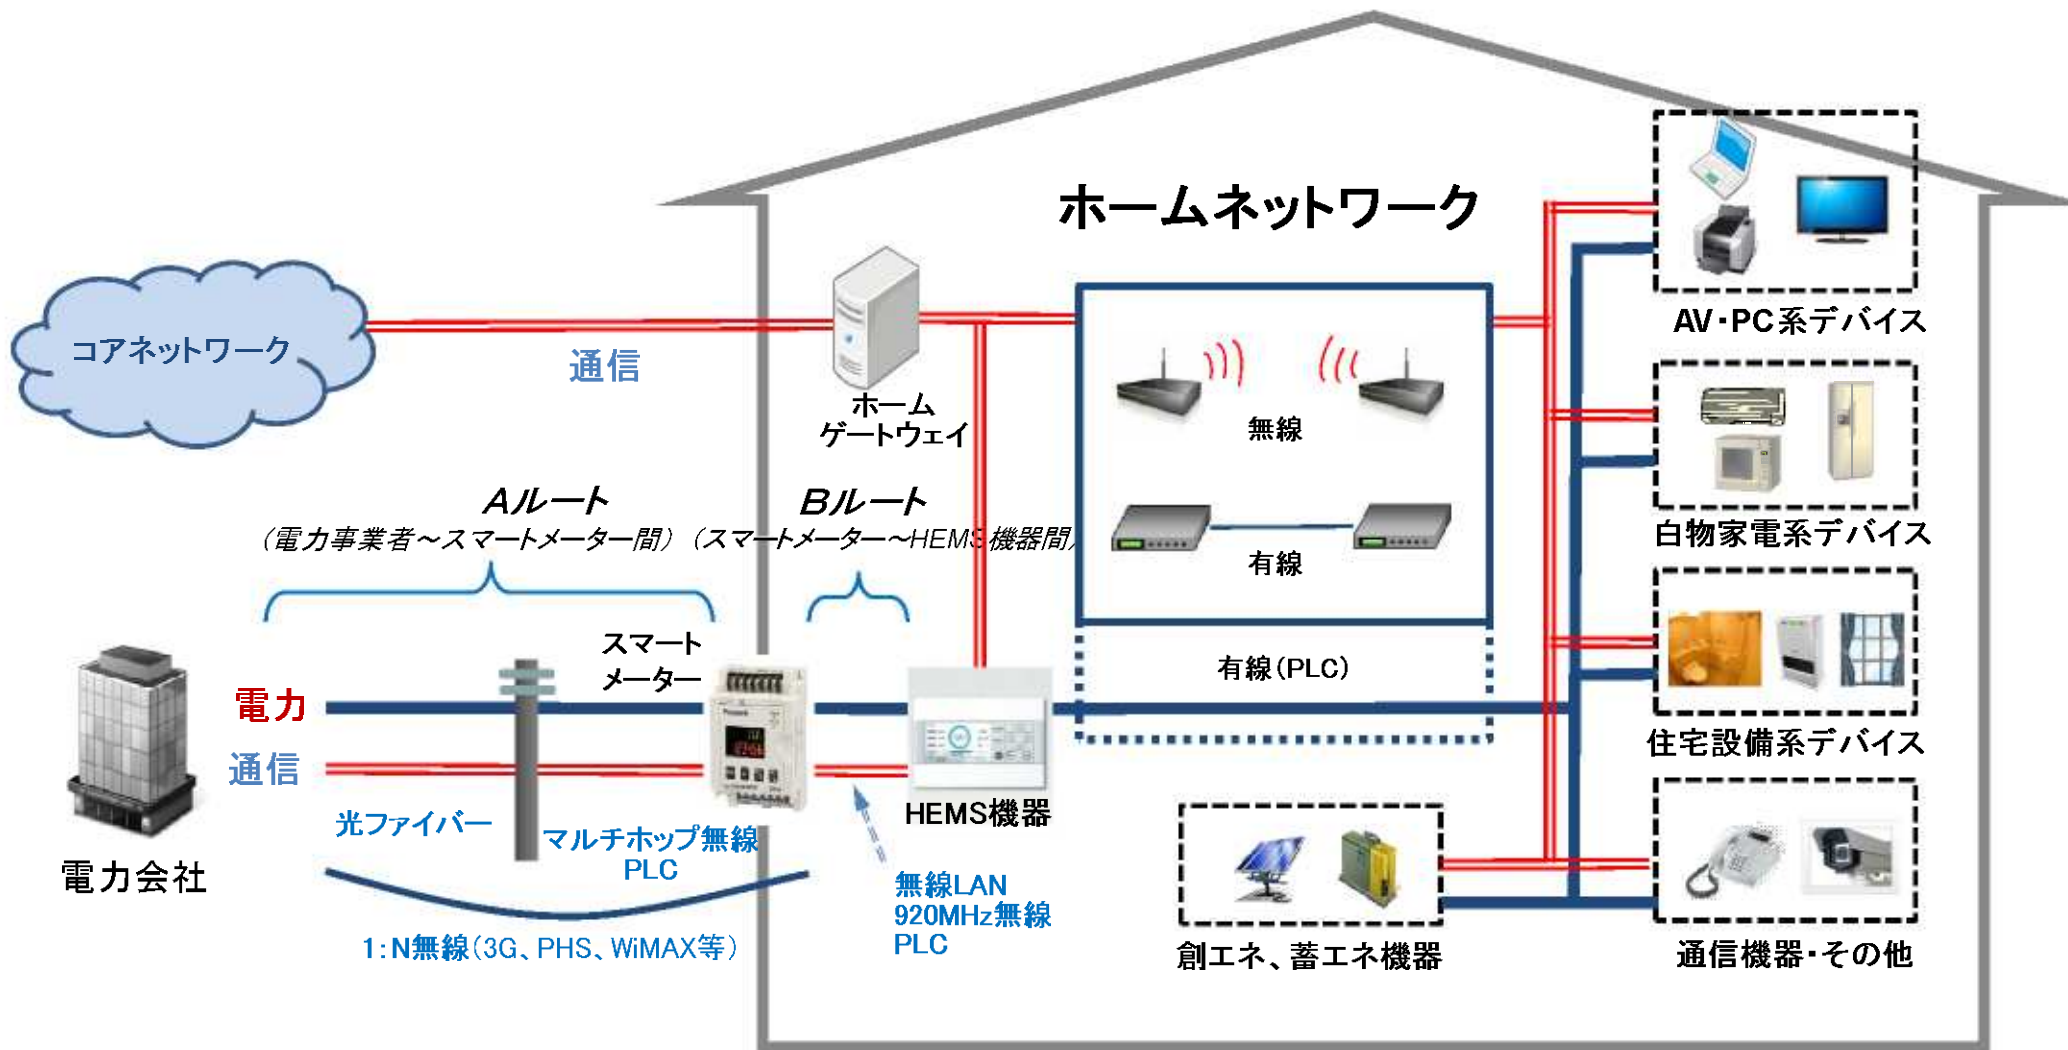 ホームネットワーク
コアネットワーク
通信
ホーム
ゲートウェイ
無線
有線
有線(PLC)
AV・PC系デバイス
白物家電系デバイス
住宅設備系デバイス
通信機器・その他
創エネ、蓄エネ機器
Aルート
(電力事業者～スマートメーター間)
Bルート
(スマートメーター～HEMS機器間)
スマート
メーター
電力
通信
電力会社
光ファイバー
マルチホップ無線
PLC
1:N無線(3G、PHS、WiMAX等)
HEMS機器
無線LAN
920MHz無線
PLC